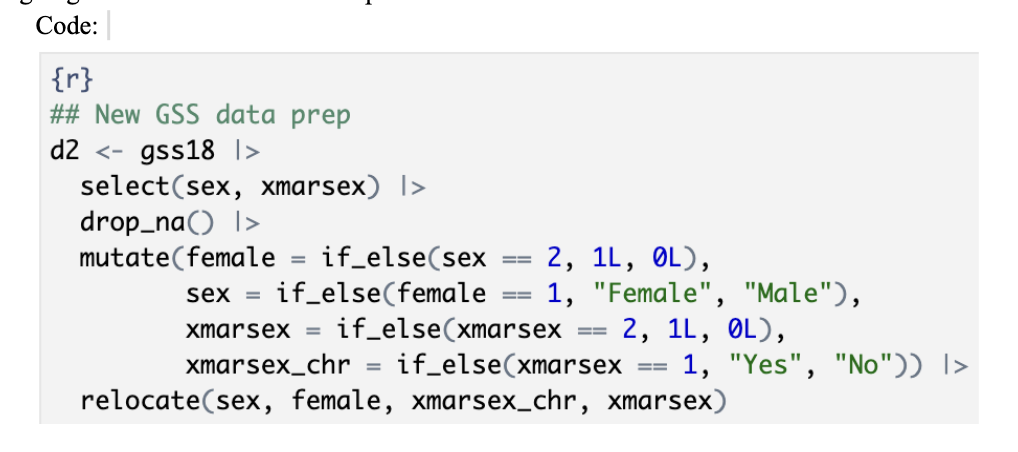 Code:
{r}
## New GSS data prep
d2 <- gss18 |>
  select(sex, xmarsex) |>
  drop_na() |>
  mutate(female = if_else(sex == 2, 1L, 0L),
         sex = if_else(female == 1, "Female", "Male"),
         xmarsex = if_else(xmarsex == 2, 1L, 0L),
         xmarsex_chr = if_else(xmarsex == 1, "Yes", "No")) |>
  relocate(sex, female, xmarsex_chr, xmarsex)